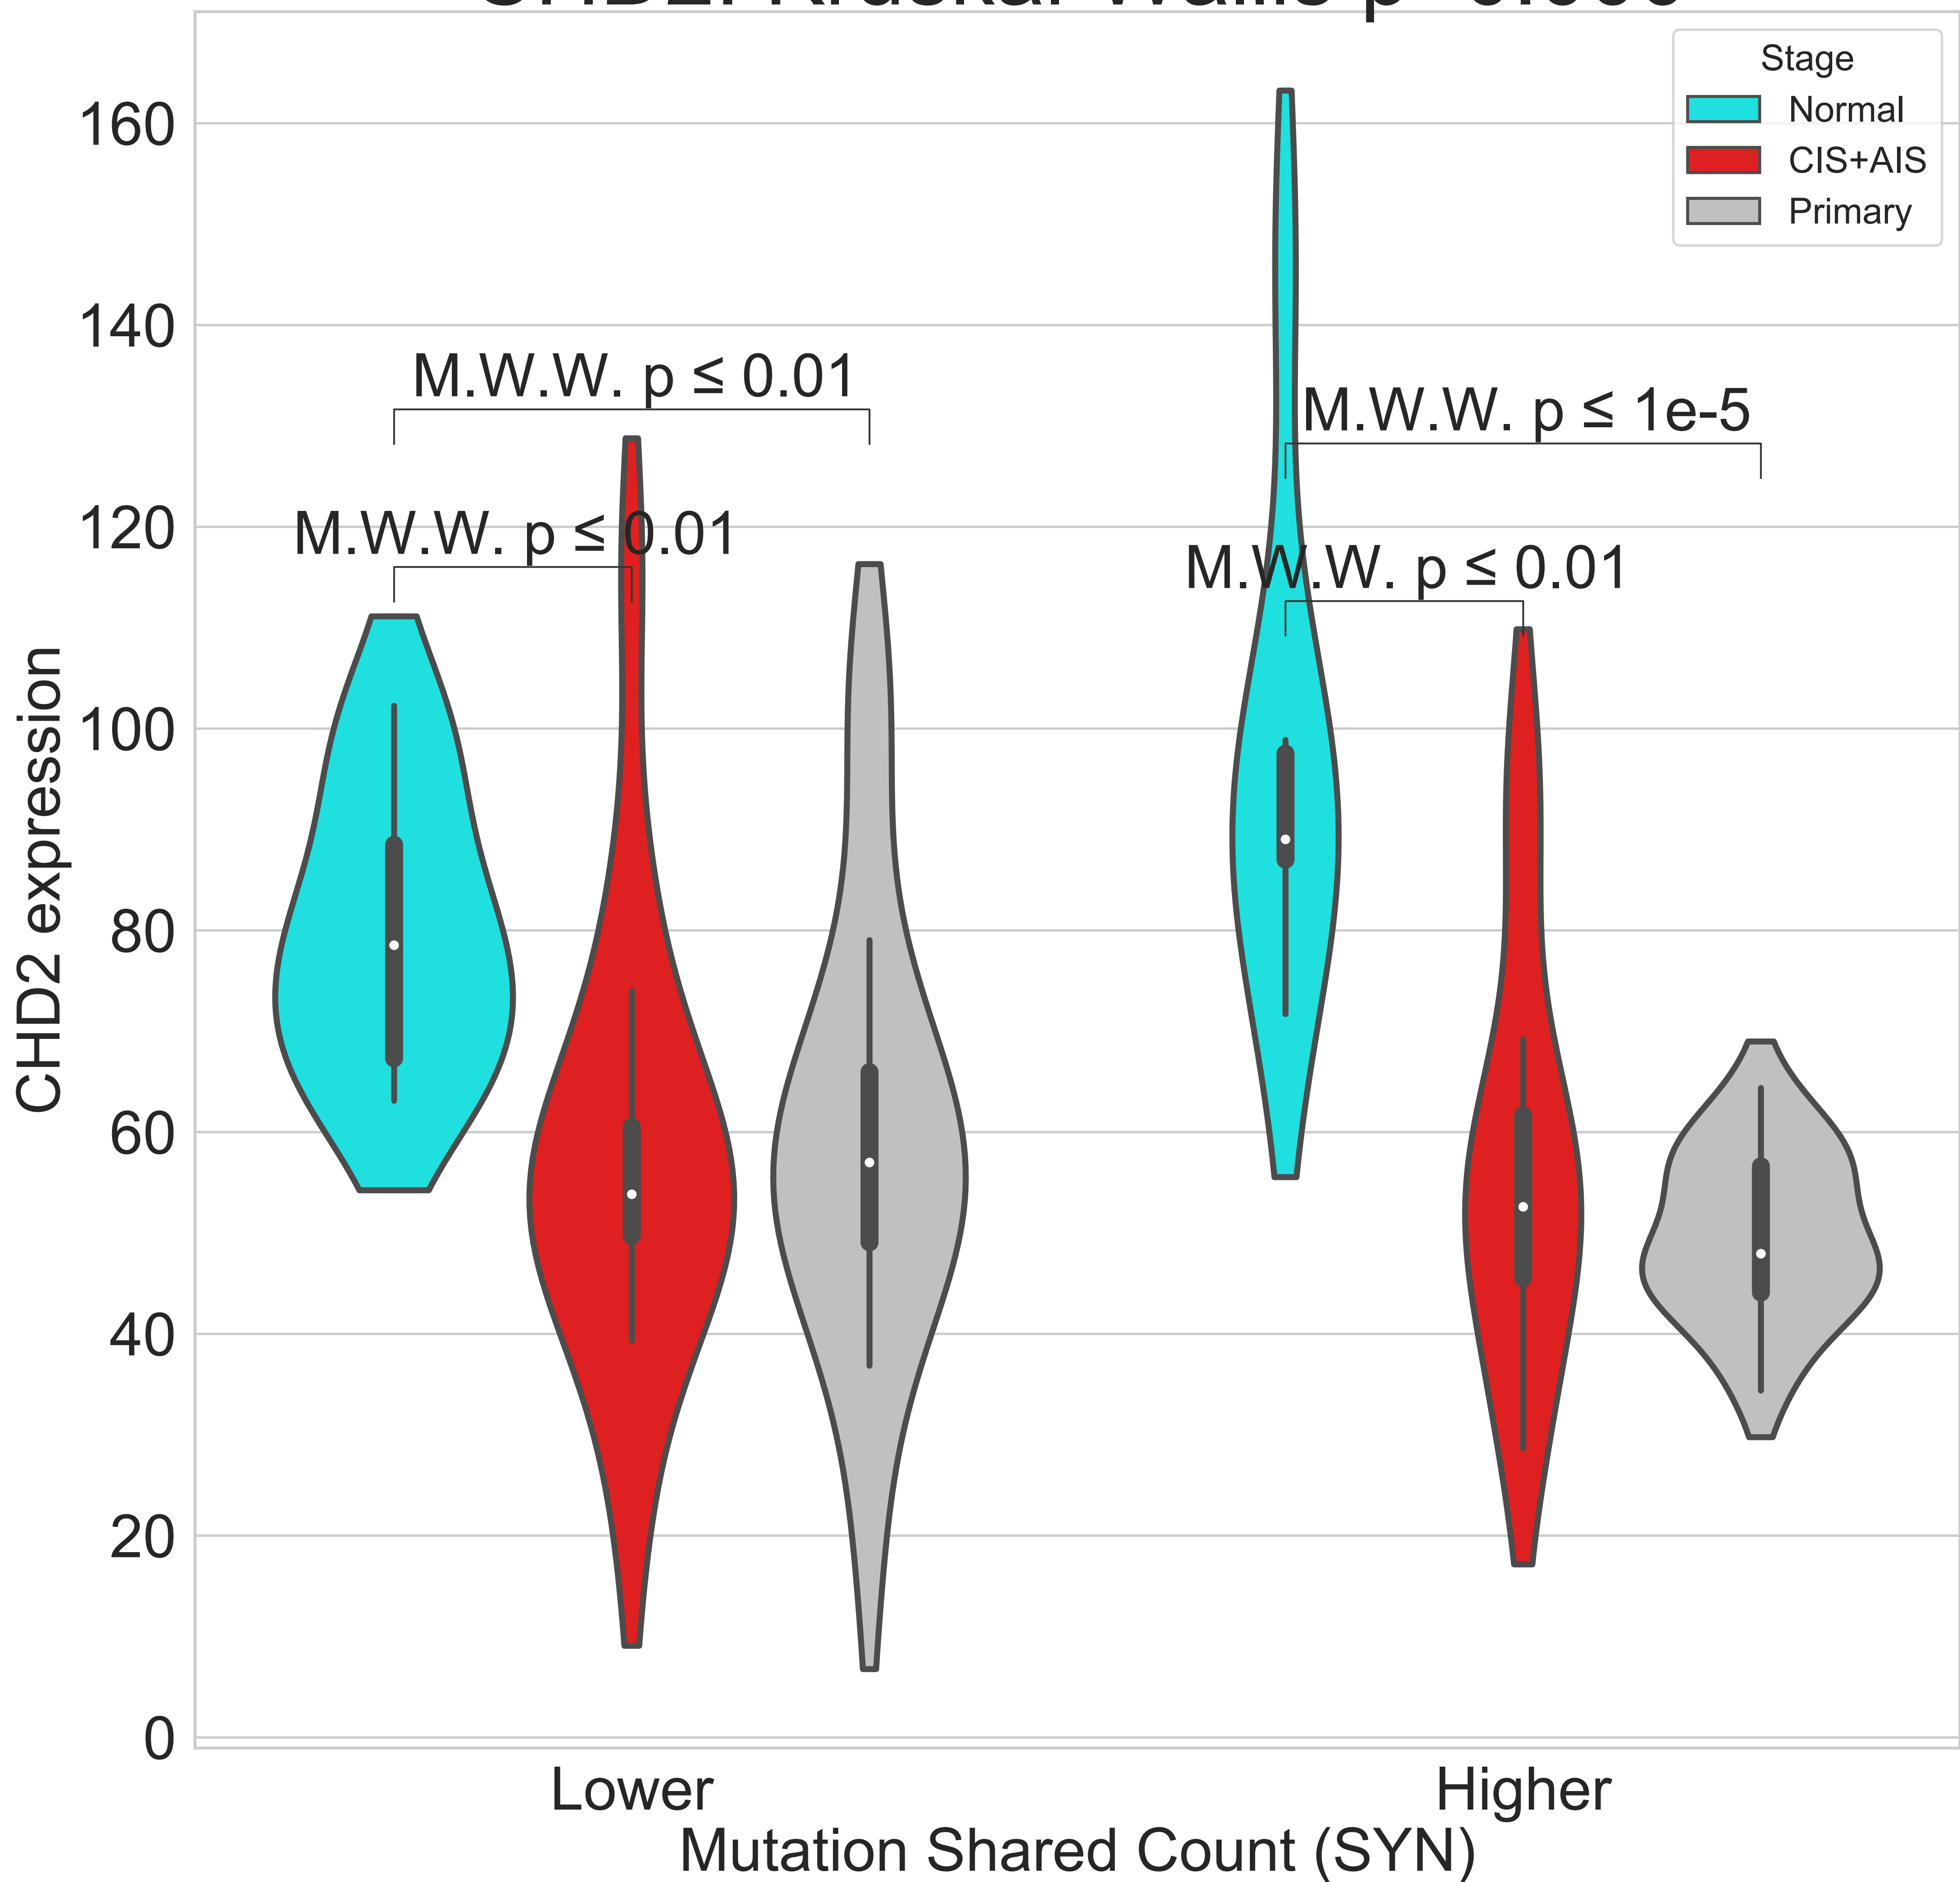 Stage
Normal
CIS+AIS
Primary
160
140
120
100
80
60
40
20
0
CHD2 expression
M.W.W. p ≤ 0.01
M.W.W. p ≤ 1e-5
M.W.W. p ≤ 0.01
M.W.W. p ≤ 0.01
Lower
Higher
Mutation Shared Count (SYN)